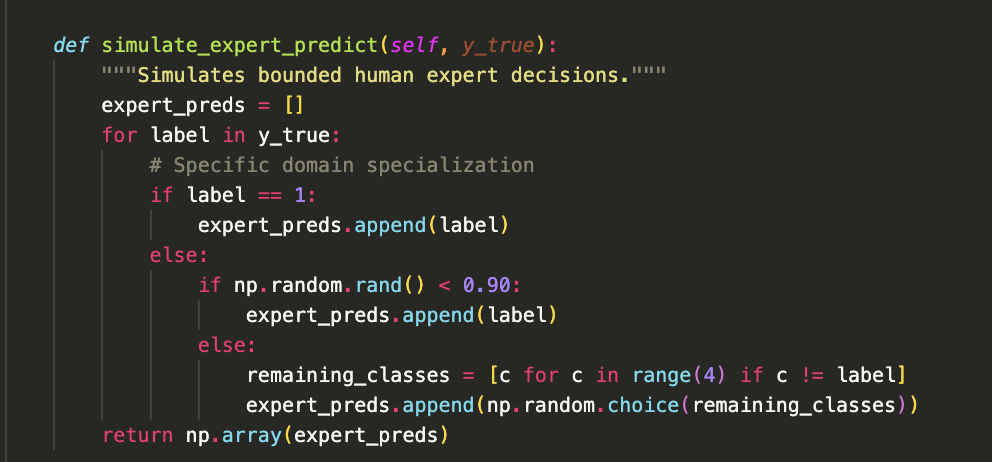 def simulate_expert_predict(self, y_true):
    """Simulates bounded human expert decisions."""
    expert_preds = []
    for label in y_true:
        # Specific domain specialization
        if label == 1:
            expert_preds.append(label)
        else:
            if np.random.rand() < 0.90:
                expert_preds.append(label)
            else:
                remaining_classes = [c for c in range(4) if c != label]
                expert_preds.append(np.random.choice(remaining_classes))
    return np.array(expert_preds)